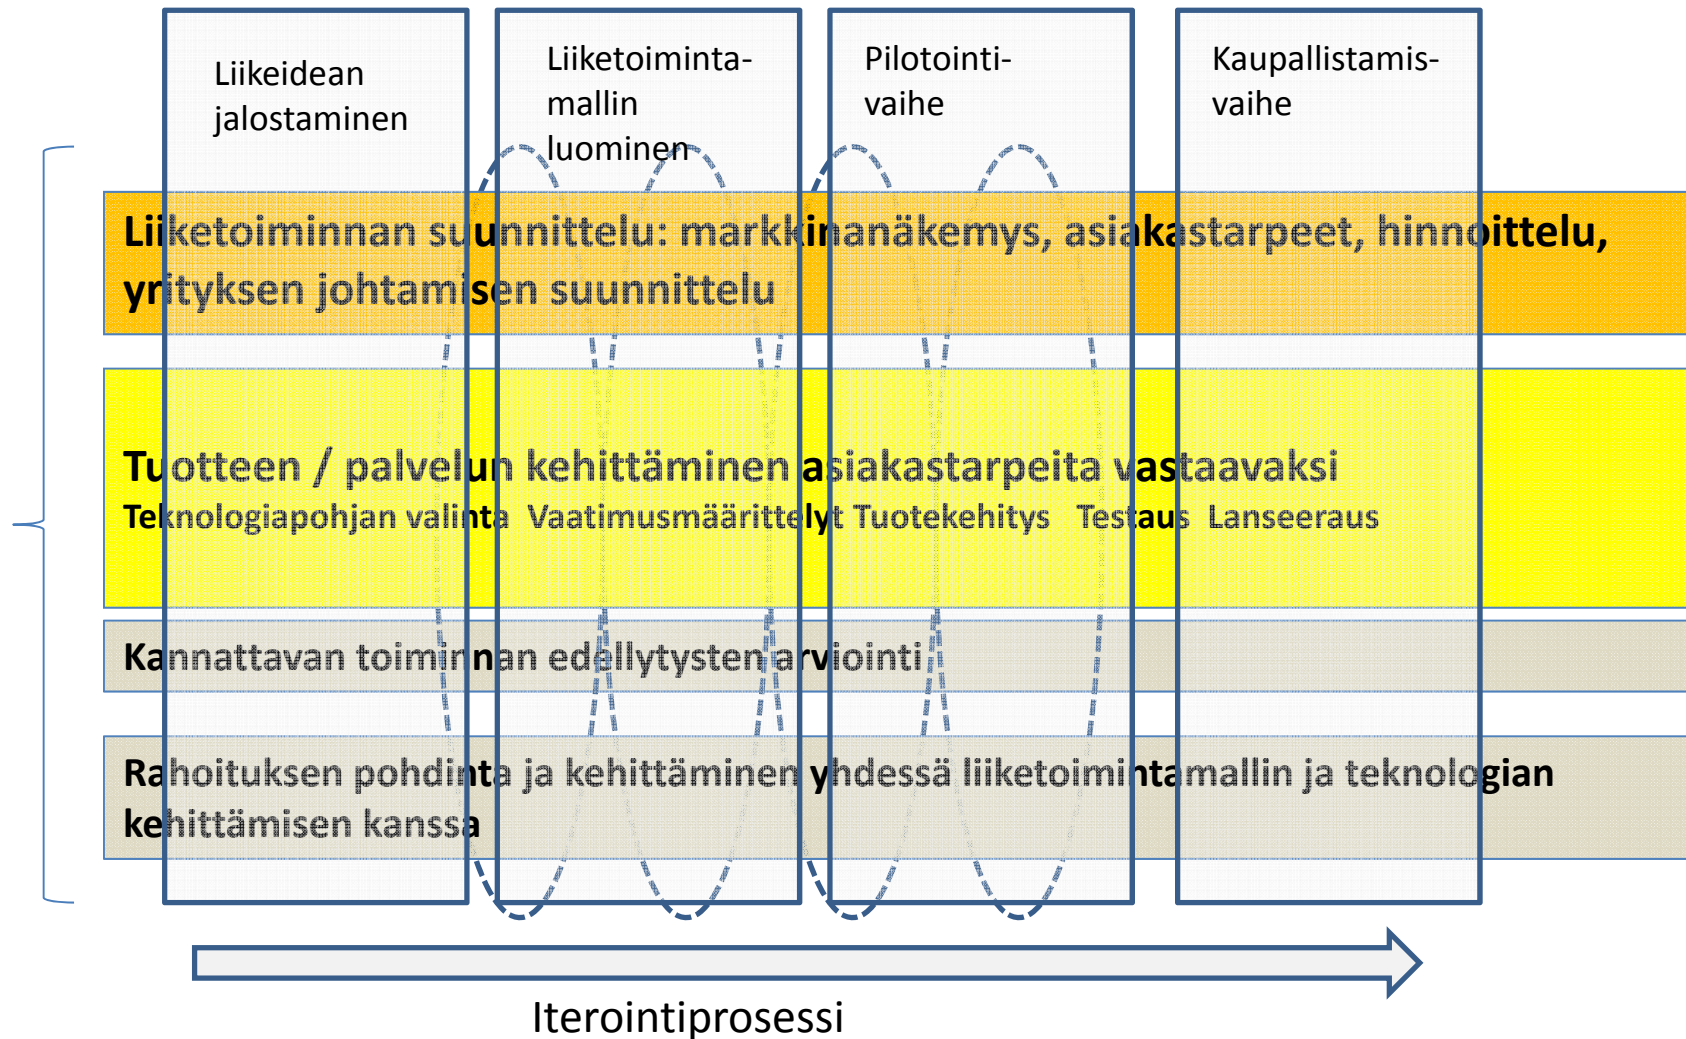 Liikeidean
jalostaminen
Liiketoiminta-
mallin
luominen
Pilotointi-
vaihe
Kaupallistamis-
vaihe
Liiketoiminnan suunnittelu: markkinanäkemys, asiakastarpeet, hinnoittelu,
yrityksen johtamisen suunnittelu
Tuotteen / palvelun kehittäminen asiakastarpeita vastaavaksi
Teknologiapohjan valinta Vaatimusmäärittelyt Tuotekehitys Testaus Lanseeraus
Kannattavan toiminnan edellytysten arviointi
Rahoituksen pohdinta ja kehittäminen yhdessä liiketoimintamallin ja teknologian
kehittämisen kanssa
Iterointiprosessi